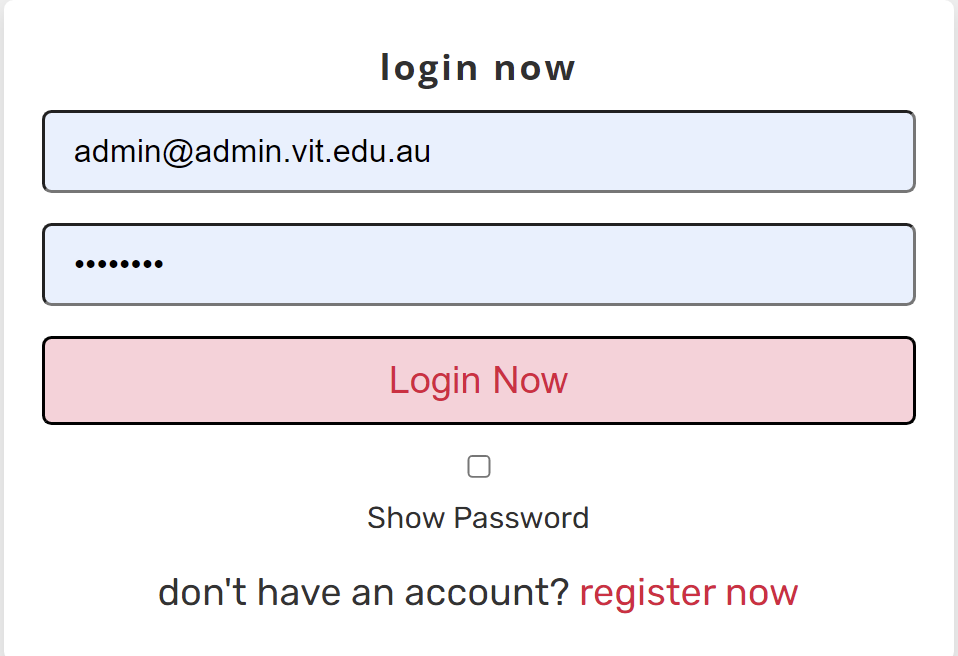 login now
admin@admin.vit.edu.au
••••••••
Login Now
Show Password
don't have an account? register now